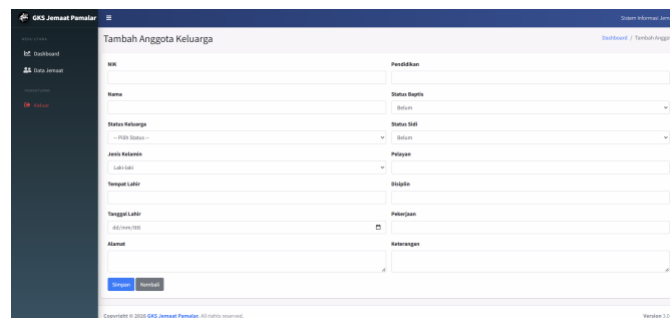 GKS Jemaat Pamalar
Sistem Informasi Jem
MENU UTAMA
Dashboard
Data Jemaat
Keluar
Tambah Anggota Keluarga
Dashboard / Tambah Anggo
NIK
Pendidikan
Nama
Status Baptis
Belum
Status Keluarga
-- Pilih Status --
Status Sidi
Belum
Jenis Kelamin
Laki-laki
Pelayan
Tempat Lahir
Disiplin
Tanggal Lahir
dd/mm/yyyy
Pekerjaan
Alamat
Keterangan
Simpan
Kembali
Copyright © 2026 GKS Jemaat Pamalar. All rights reserved.
Version 1.0